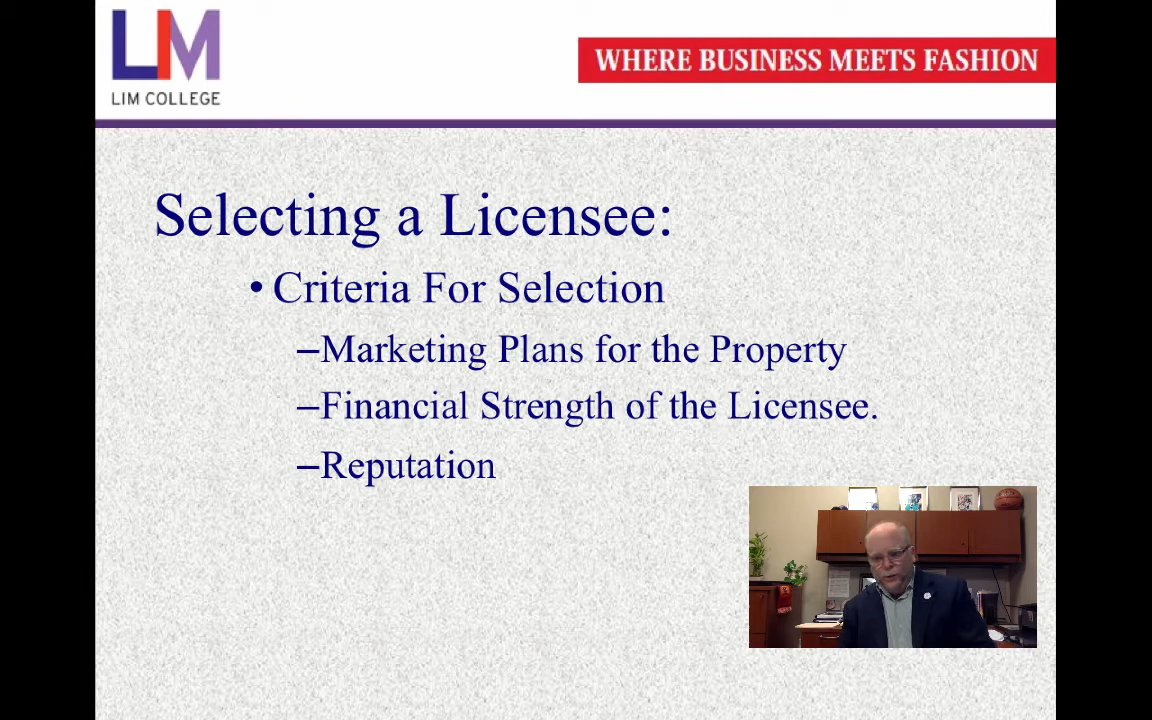 LIM
LIM COLLEGE
WHERE BUSINESS MEETS FASHION
Selecting a Licensee:
• Criteria For Selection
–Marketing Plans for the Property
–Financial Strength of the Licensee.
–Reputation